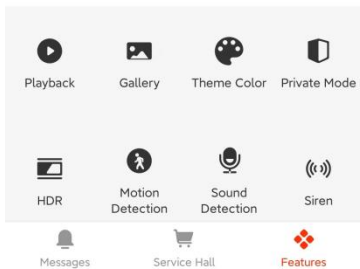 Playback Gallery Theme Color Private Mode
HDR Motion Detection Sound Detection Siren
Messages Service Hall Features